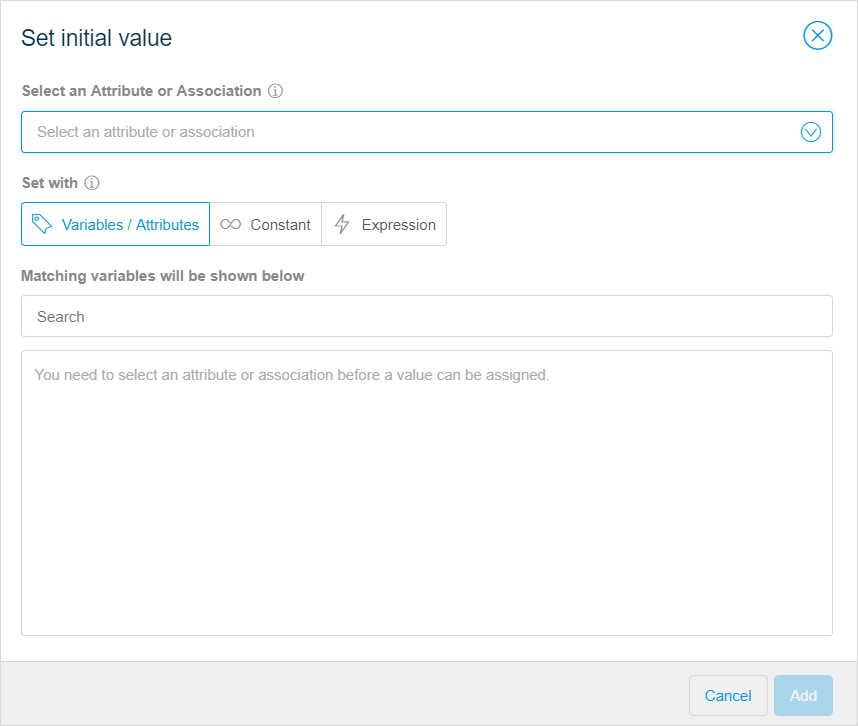 Set initial value
Select an Attribute or Association
Select an attribute or association
Set with
Variables / Attributes Constant Expression
Matching variables will be shown below
Search
You need to select an attribute or association before a value can be assigned.
Cancel Add